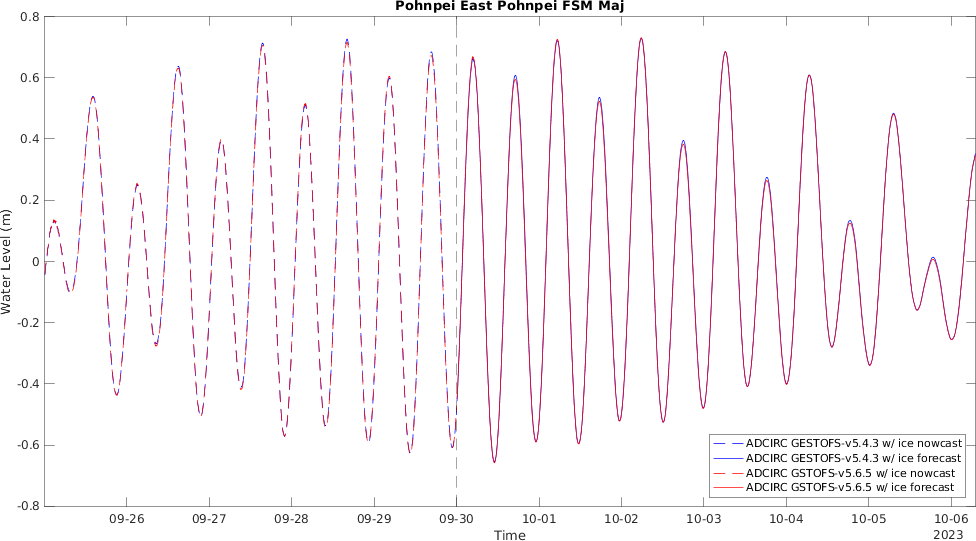 Pohnpei East Pohnpei FSM Maj
0.8
0.6
0.4
0.2
0
-0.2
-0.4
-0.6
-0.8
Water Level (m)
ADCIRC GESTOFS-v5.4.3 w/ ice nowcast
ADCIRC GESTOFS-v5.4.3 w/ ice forecast
ADCIRC GSTOFS-v5.6.5 w/ ice nowcast
ADCIRC GSTOFS-v5.6.5 w/ ice forecast
09-26 09-27 09-28 09-29 09-30 10-01 10-02 10-03 10-04 10-05 10-06
2023
Time